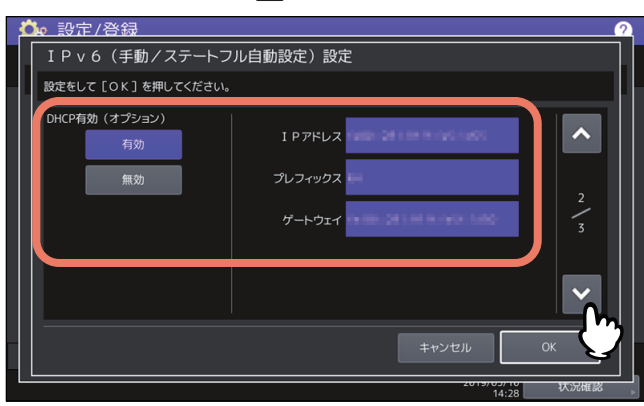 設定/登録
?
IPv6（手動／ステートフル自動設定）設定
設定をして［OK］を押してください。
DHCP有効（オプション）
有効
無効
IPアドレス
プレフィックス
ゲートウェイ
2
3
キャンセル
OK
14:28
状況確認